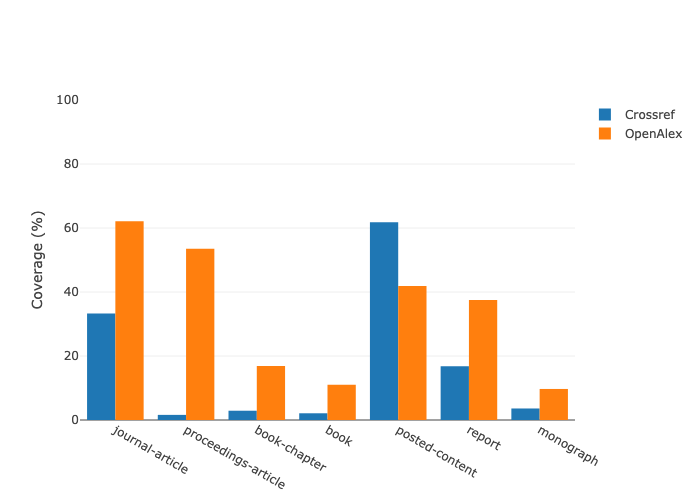 100
80
60
40
20
0
Coverage (%)
journal-article
proceedings-article
book-chapter
book
posted-content
report
monograph
Crossref
OpenAlex